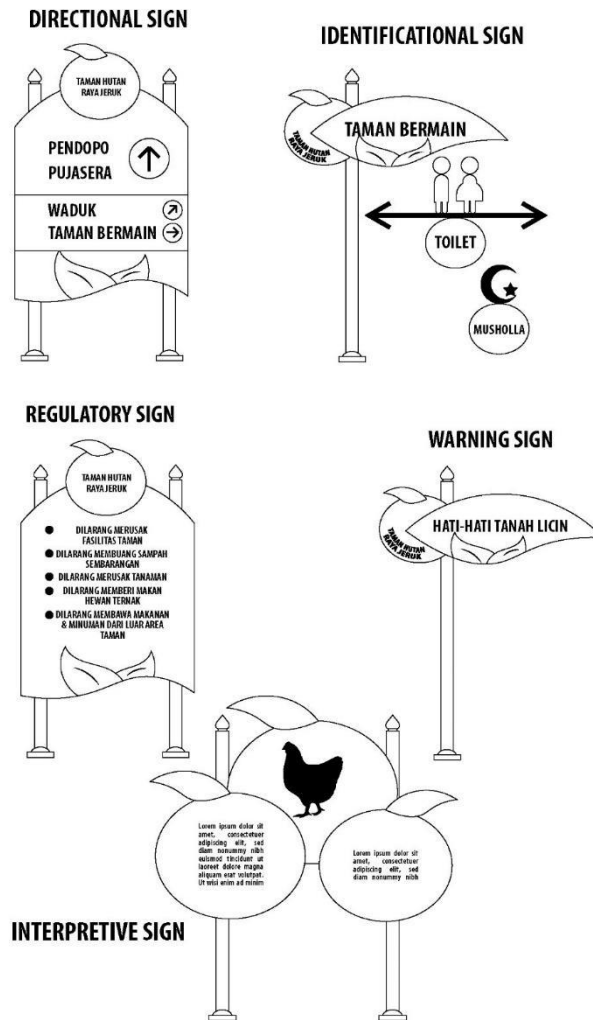 DIRECTIONAL SIGN
TAMAN HUTAN
RAYA JERUK
PENDOPO
PUJASERA
WADUK
TAMAN BERMAIN
IDENTIFICATIONAL SIGN
TAMAN HUTAN
RAYA JERUK
TAMAN BERMAIN
TOILET
MUSHOLLA
REGULATORY SIGN
TAMAN HUTAN
RAYA JERUK
● DILARANG MERUSAK
FASILITAS TAMAN
● DILARANG MEMBUANG SAMPAH
SEMBARANGAN
● DILARANG MERUSAK TANAMAN
● DILARANG MEMBERI MAKAN
HEWAN TERNAK
● DILARANG MEMBAWA MAKANAN
& MINUMAN DARI LUAR AREA
TAMAN
WARNING SIGN
TAMAN HUTAN
RAYA JERUK
HATI-HATI TANAH LICIN
Lorem ipsum dolor sit
amet, consectetuer
adipiscing elit, sed
diam nonummy nibh
euismod tincidunt ut
laoreet dolore magna
aliquam erat volutpat.
Ut wisi enim ad minim
Lorem ipsum dolor sit
amet, consectetuer
adipiscing elit, sed
diam nonummy nibh
INTERPRETIVE SIGN